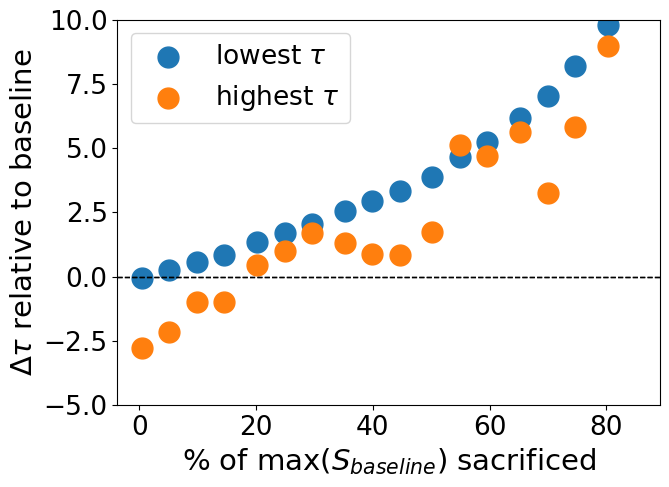 10.0
7.5
5.0
2.5
0.0
−2.5
−5.0
Δτ relative to baseline
lowest τ
highest τ
0 20 40 60 80
% of max(S_baseline) sacrificed